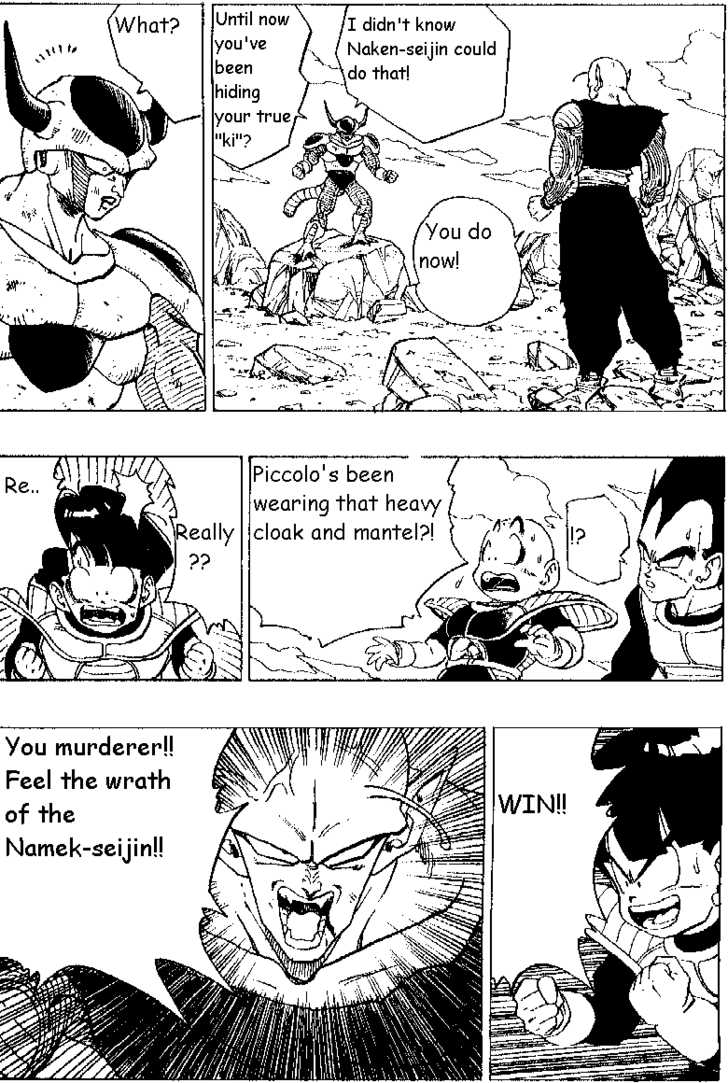 What?
Until now
you've
been
hiding
your true
"ki"?
I didn't know
Naken-seijin could
do that!
You do
now!
Re..
Really
??
Piccolo's been
wearing that heavy
cloak and mantel?!
!?
You murderer!!
Feel the wrath
of the
Namek-seijin!!
WIN!!